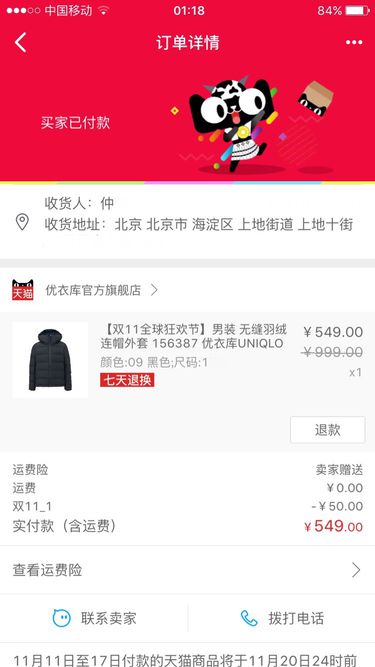 中国移动 01:18 84%
订单详情
买家已付款
收货人：仲
收货地址：北京 北京市 海淀区 上地街道 上地十街
天猫 优衣库官方旗舰店
【双11全球狂欢节】男装 无缝羽绒 ￥549.00
连帽外套 156387 优衣库UNIQLO ￥999.00
颜色:09 黑色;尺码:1 x1
七天退换
退款
运费险 卖家赠送
运费 ￥0.00
双11_1 -￥50.00
实付款（含运费） ￥549.00
查看运费险
联系卖家 拨打电话
11月11日至17日付款的天猫商品将于11月20日24时前